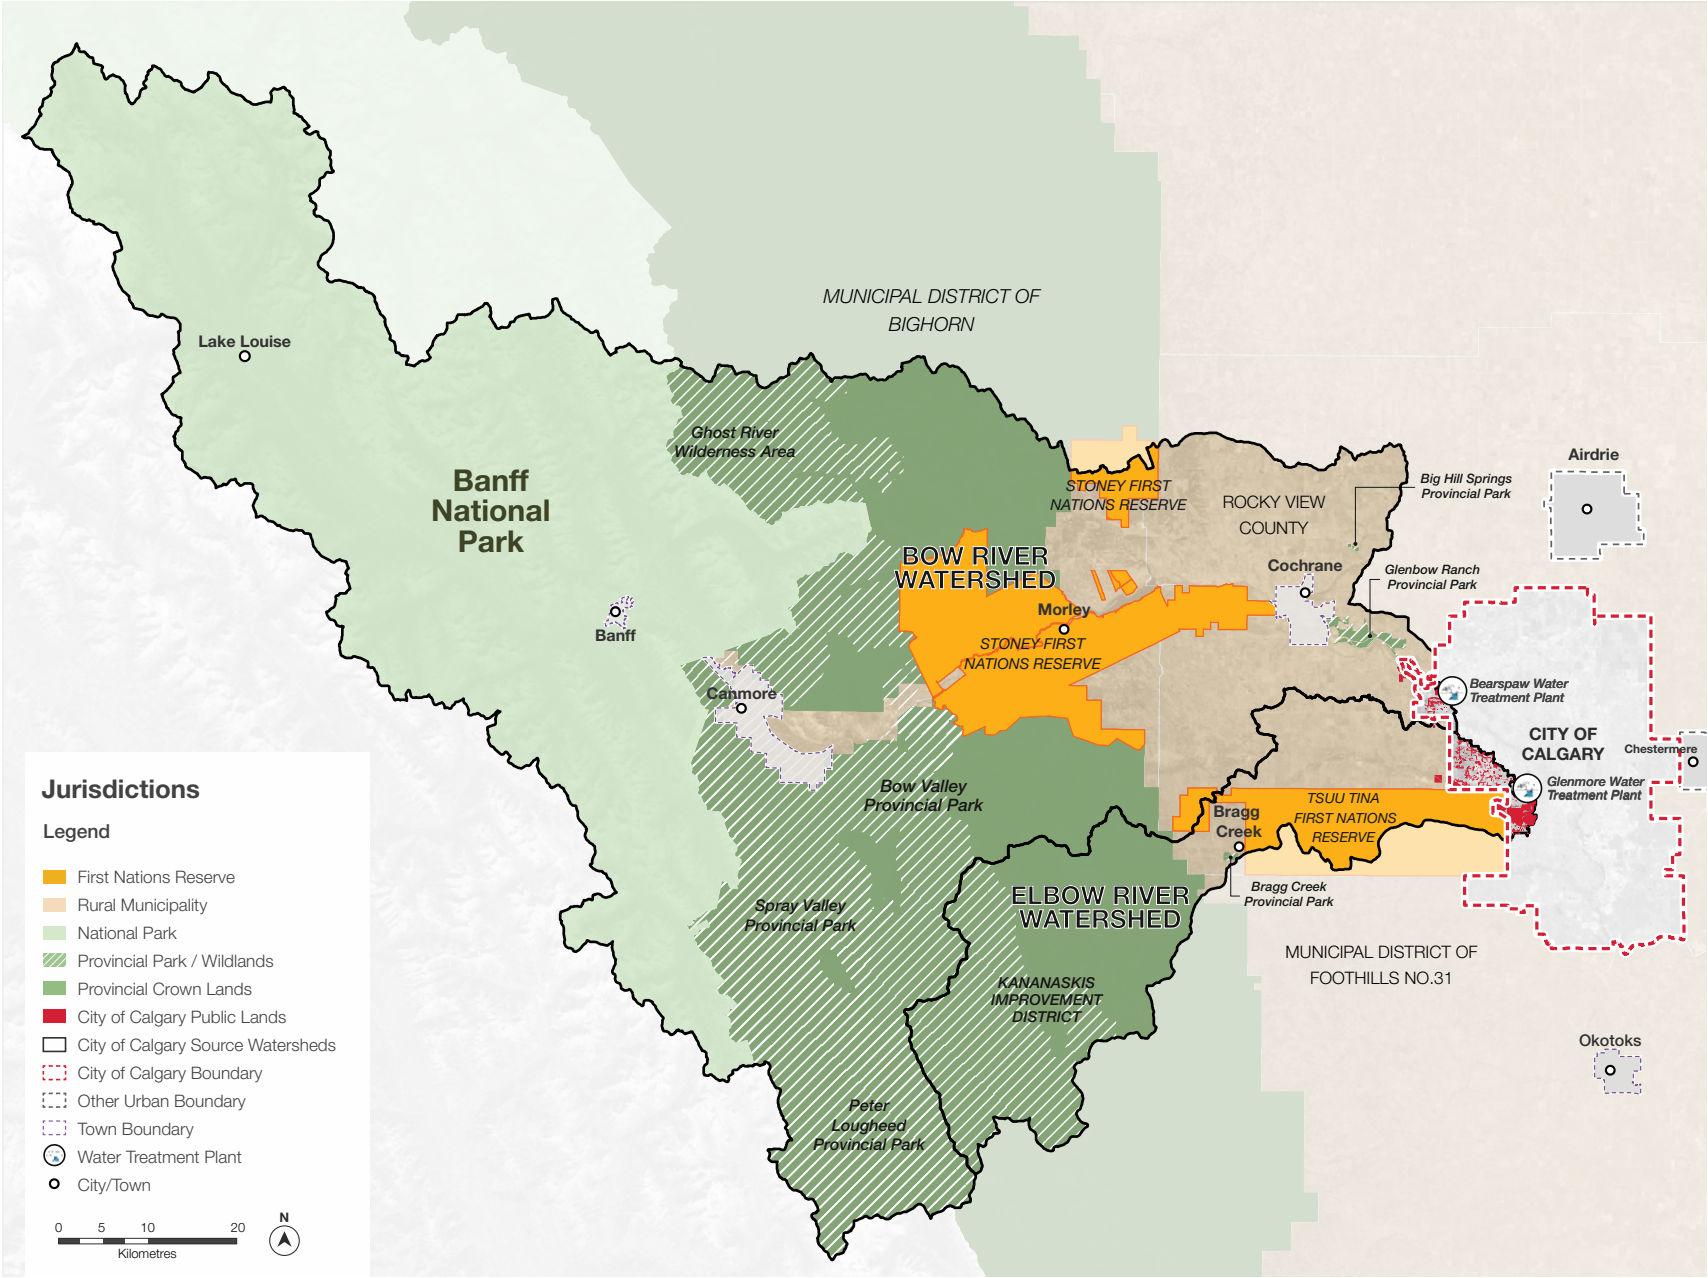 MUNICIPAL DISTRICT OF
BIGHORN
Lake Louise
Ghost River
Wilderness Area
Banff
National
Park
STONEY FIRST
NATIONS RESERVE
ROCKY VIEW
COUNTY
Big Hill Springs
Provincial Park
Airdrie
BOW RIVER
WATERSHED
Cochrane
Glenbow Ranch
Provincial Park
Banff
Morley
STONEY FIRST
NATIONS RESERVE
Canmore
Bearspaw Water
Treatment Plant
CITY OF
CALGARY
Chestermere
Bow Valley
Provincial Park
Glenmore Water
Treatment Plant
TSUU TINA
FIRST NATIONS
RESERVE
Bragg
Creek
ELBOW RIVER
WATERSHED
Bragg Creek
Provincial Park
Spray Valley
Provincial Park
MUNICIPAL DISTRICT OF
FOOTHILLS NO.31
KANANASKIS
IMPROVEMENT
DISTRICT
Okotoks
Peter
Lougheed
Provincial Park
Jurisdictions
Legend
First Nations Reserve
Rural Municipality
National Park
Provincial Park / Wildlands
Provincial Crown Lands
City of Calgary Public Lands
City of Calgary Source Watersheds
City of Calgary Boundary
Other Urban Boundary
Town Boundary
Water Treatment Plant
City/Town
0 5 10 20
Kilometres
N